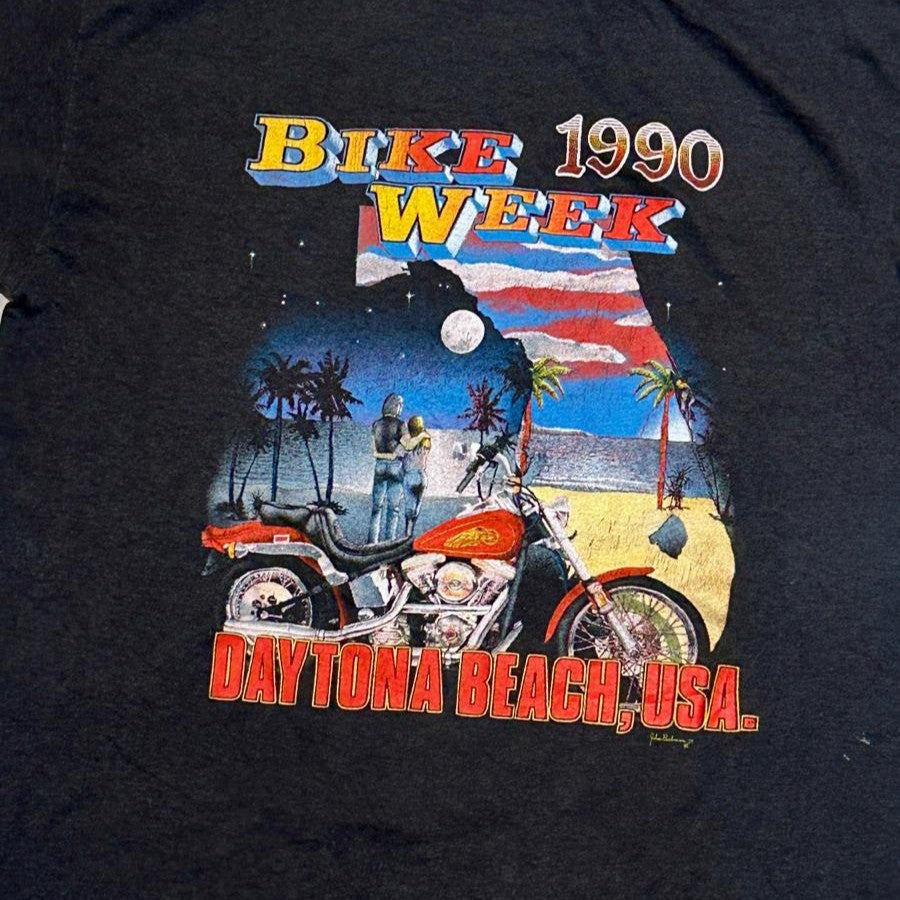 BIKE 1990
WEEK
DAYTONA BEACH, USA.